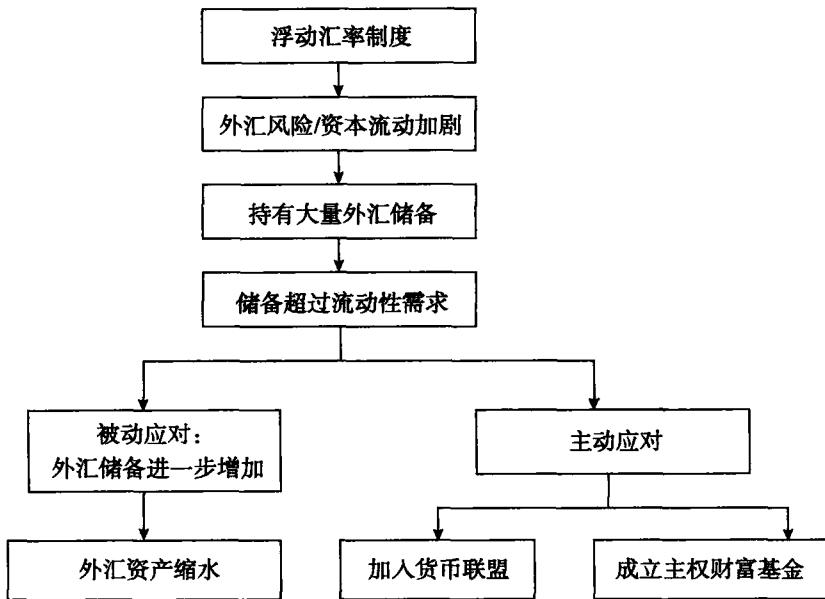 浮动汇率制度
外汇风险/资本流动加剧
持有大量外汇储备
储备超过流动性需求
被动应对：
外汇储备进一步增加
主动应对
外汇资产缩水
加入货币联盟
成立主权财富基金